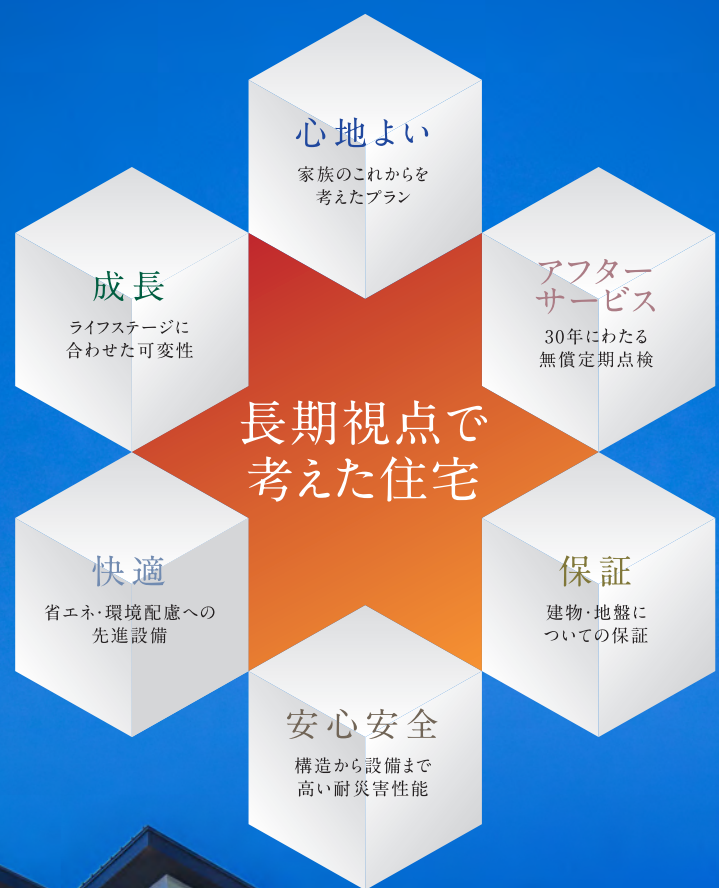 心地よい
家族のこれからを
考えたプラン
成長
ライフステージに
合わせた可変性
アフター
サービス
30年にわたる
無償定期点検
長期視点で
考えた住宅
快適
省エネ・環境配慮への
先進設備
保証
建物・地盤に
ついての保証
安心安全
構造から設備まで
高い耐災害性能